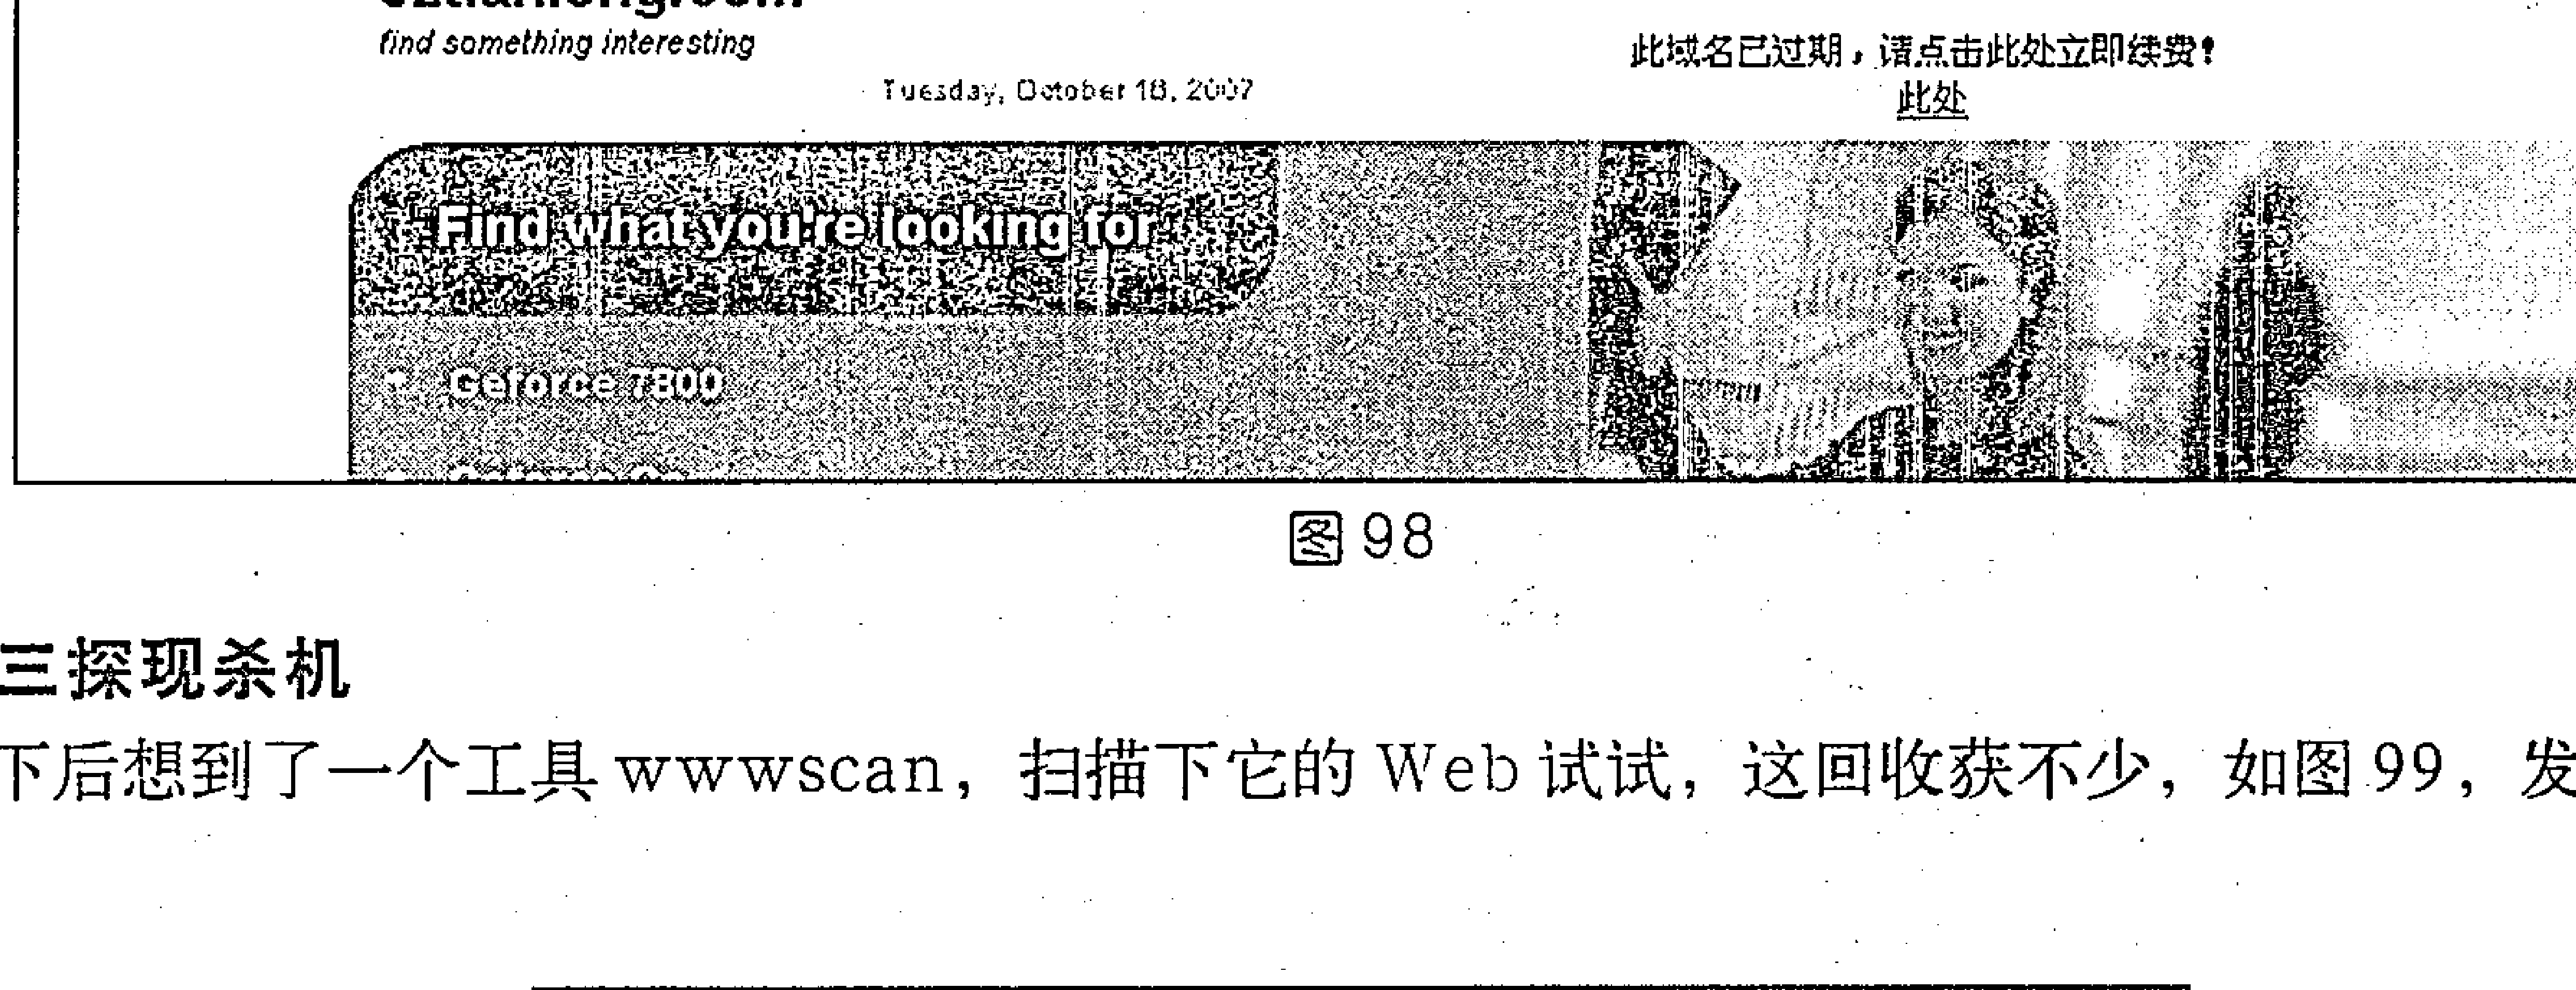 find something interesting
此域名已过期，请点击此处立即续费！
Tuesday, October 18, 2007
此处
Find what you're looking for
Geforce 7800
图 98
三探现杀机
下后想到了一个工具 wwwscan，扫描下它的 Web 试试，这回收获不少，如图 99，发